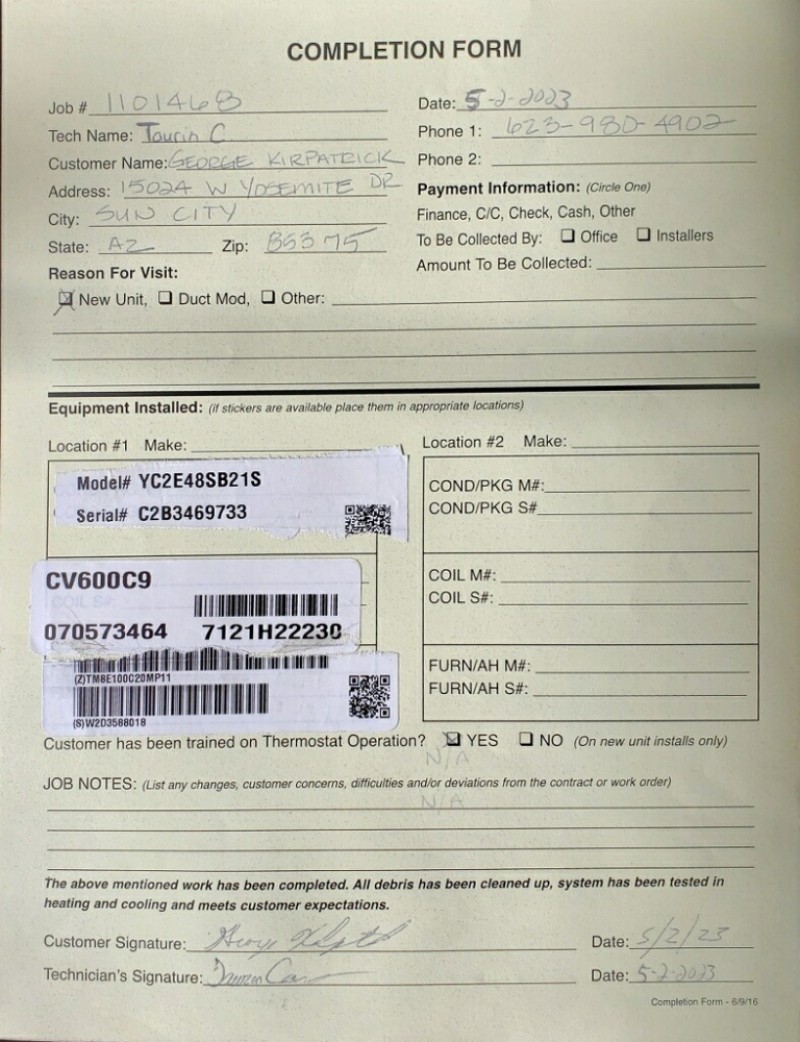 COMPLETION FORM
Job # 1101468
Date: 5-2-2023
Tech Name: Taurin C
Phone 1: 623-980-4902
Customer Name: GEORGE KIRPATRICK
Phone 2:
Address: 15024 W YOSEMITE DR
Payment Information: (Circle One)
City: SUN CITY
Finance, C/C, Check, Cash, Other
State: AZ Zip: 85375
To Be Collected By: ❏ Office ❏ Installers
Reason For Visit:
Amount To Be Collected:
☒ New Unit, ❏ Duct Mod, ❏ Other:
Equipment Installed: (if stickers are available place them in appropriate locations)
Location #1 Make:
Location #2 Make:
Model# YC2E48SB21S
Serial# C2B3469733
CV600C9
COIL S#:
070573464 7121H22230
(Z)TM8E100C20MP11
(S)W2D3588018
COND/PKG M#:
COND/PKG S#
COIL M#:
COIL S#:
FURN/AH M#:
FURN/AH S#:
Customer has been trained on Thermostat Operation? ☒ YES ❏ NO (On new unit installs only)
N/A
JOB NOTES: (List any changes, customer concerns, difficulties and/or deviations from the contract or work order)
N/A
The above mentioned work has been completed. All debris has been cleaned up, system has been tested in
heating and cooling and meets customer expectations.
Customer Signature: Date: 5/2/23
Technician's Signature: Date: 5-2-2023
Completion Form - 6/9/16